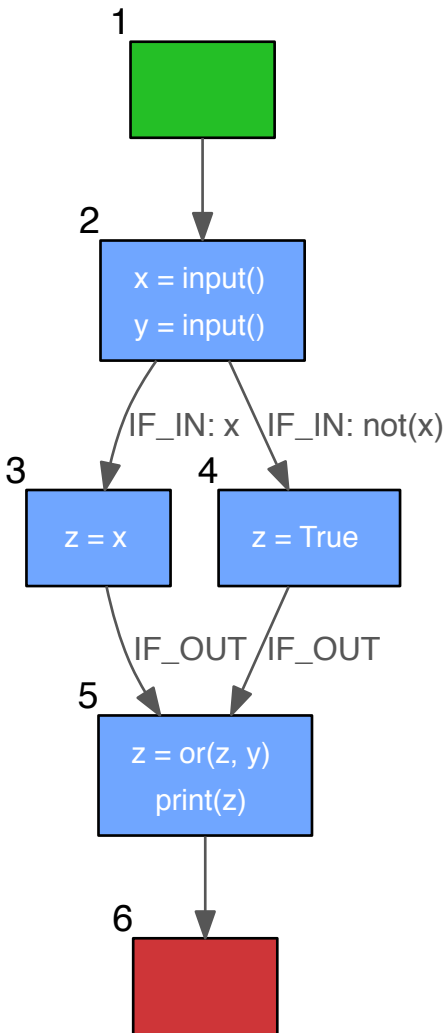 1
2
x = input()
y = input()
IF_IN: x
IF_IN: not(x)
3
z = x
4
z = True
IF_OUT
IF_OUT
5
z = or(z, y)
print(z)
6